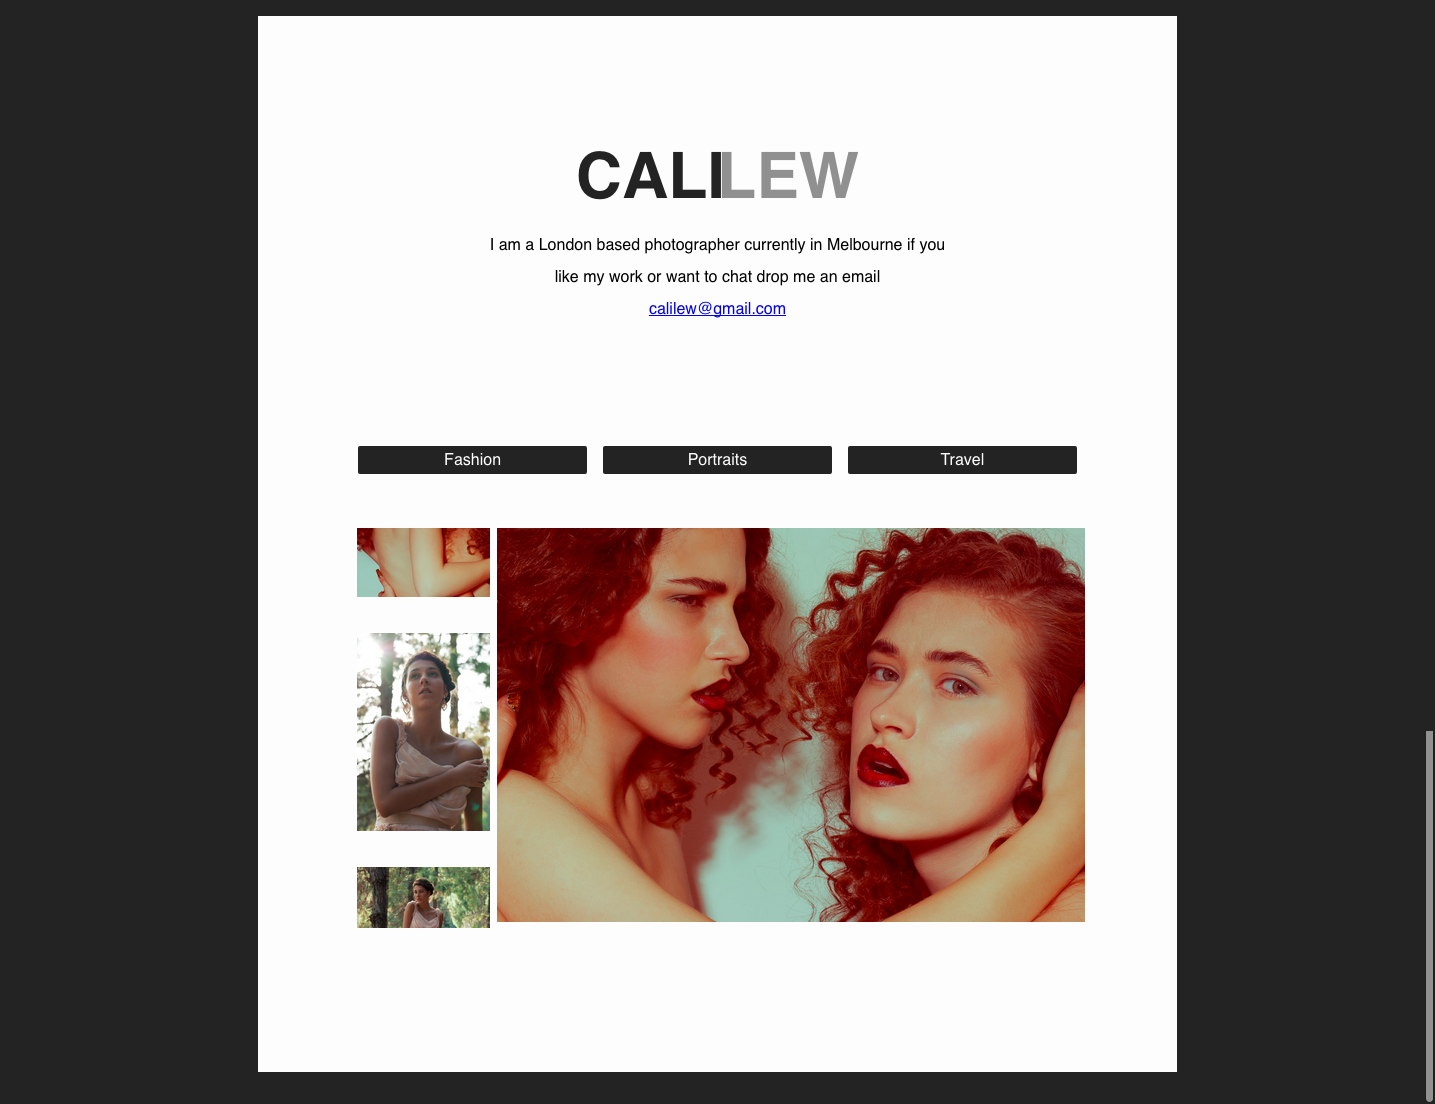 CALILEW
I am a London based photographer currently in Melbourne if you
like my work or want to chat drop me an email
calilew@gmail.com
Fashion
Portraits
Travel